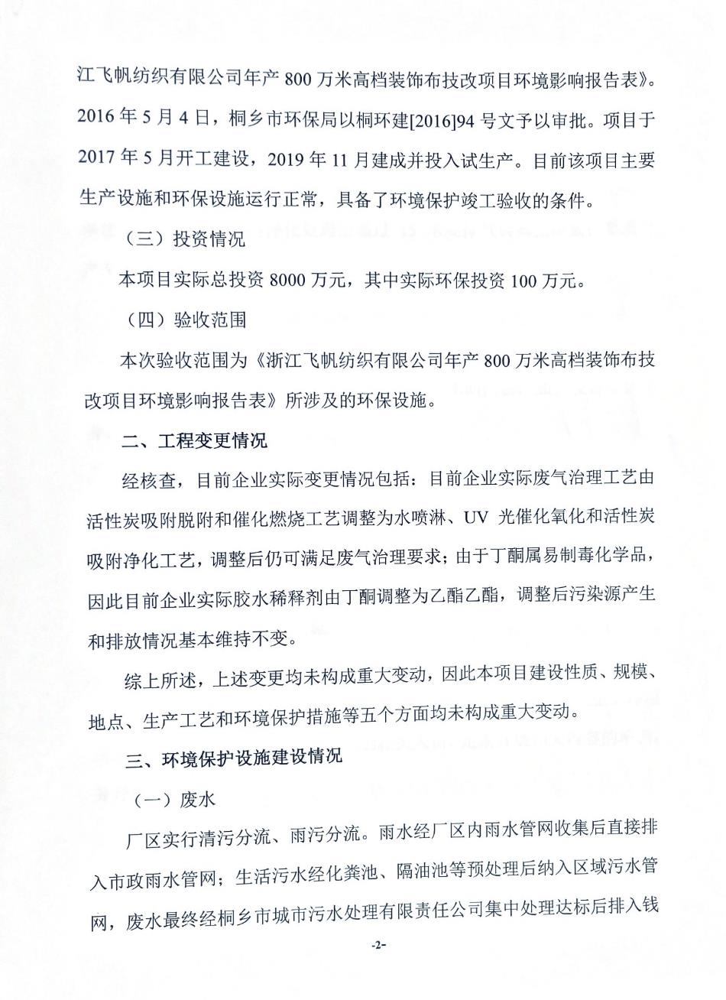 江飞帆纺织有限公司年产 800 万米高档装饰布技改项目环境影响报告表》。
2016 年 5 月 4 日，桐乡市环保局以桐环建[2016]94 号文予以审批。项目于
2017 年 5 月开工建设，2019 年 11 月建成并投入试生产。目前该项目主要
生产设施和环保设施运行正常，具备了环境保护竣工验收的条件。
（三）投资情况
本项目实际总投资 8000 万元，其中实际环保投资 100 万元。
（四）验收范围
本次验收范围为《浙江飞帆纺织有限公司年产 800 万米高档装饰布技
改项目环境影响报告表》所涉及的环保设施。
二、工程变更情况
经核查，目前企业实际变更情况包括：目前企业实际废气治理工艺由
活性炭吸附脱附和催化燃烧工艺调整为水喷淋、UV 光催化氧化和活性炭
吸附净化工艺，调整后仍可满足废气治理要求；由于丁酮属易制毒化学品，
因此目前企业实际胶水稀释剂由丁酮调整为乙酯乙酯，调整后污染源产生
和排放情况基本维持不变。
综上所述，上述变更均未构成重大变动，因此本项目建设性质、规模、
地点、生产工艺和环境保护措施等五个方面均未构成重大变动。
三、环境保护设施建设情况
（一）废水
厂区实行清污分流、雨污分流。雨水经厂区内雨水管网收集后直接排
入市政雨水管网；生活污水经化粪池、隔油池等预处理后纳入区域污水管
网，废水最终经桐乡市城市污水处理有限责任公司集中处理达标后排入钱
-2-